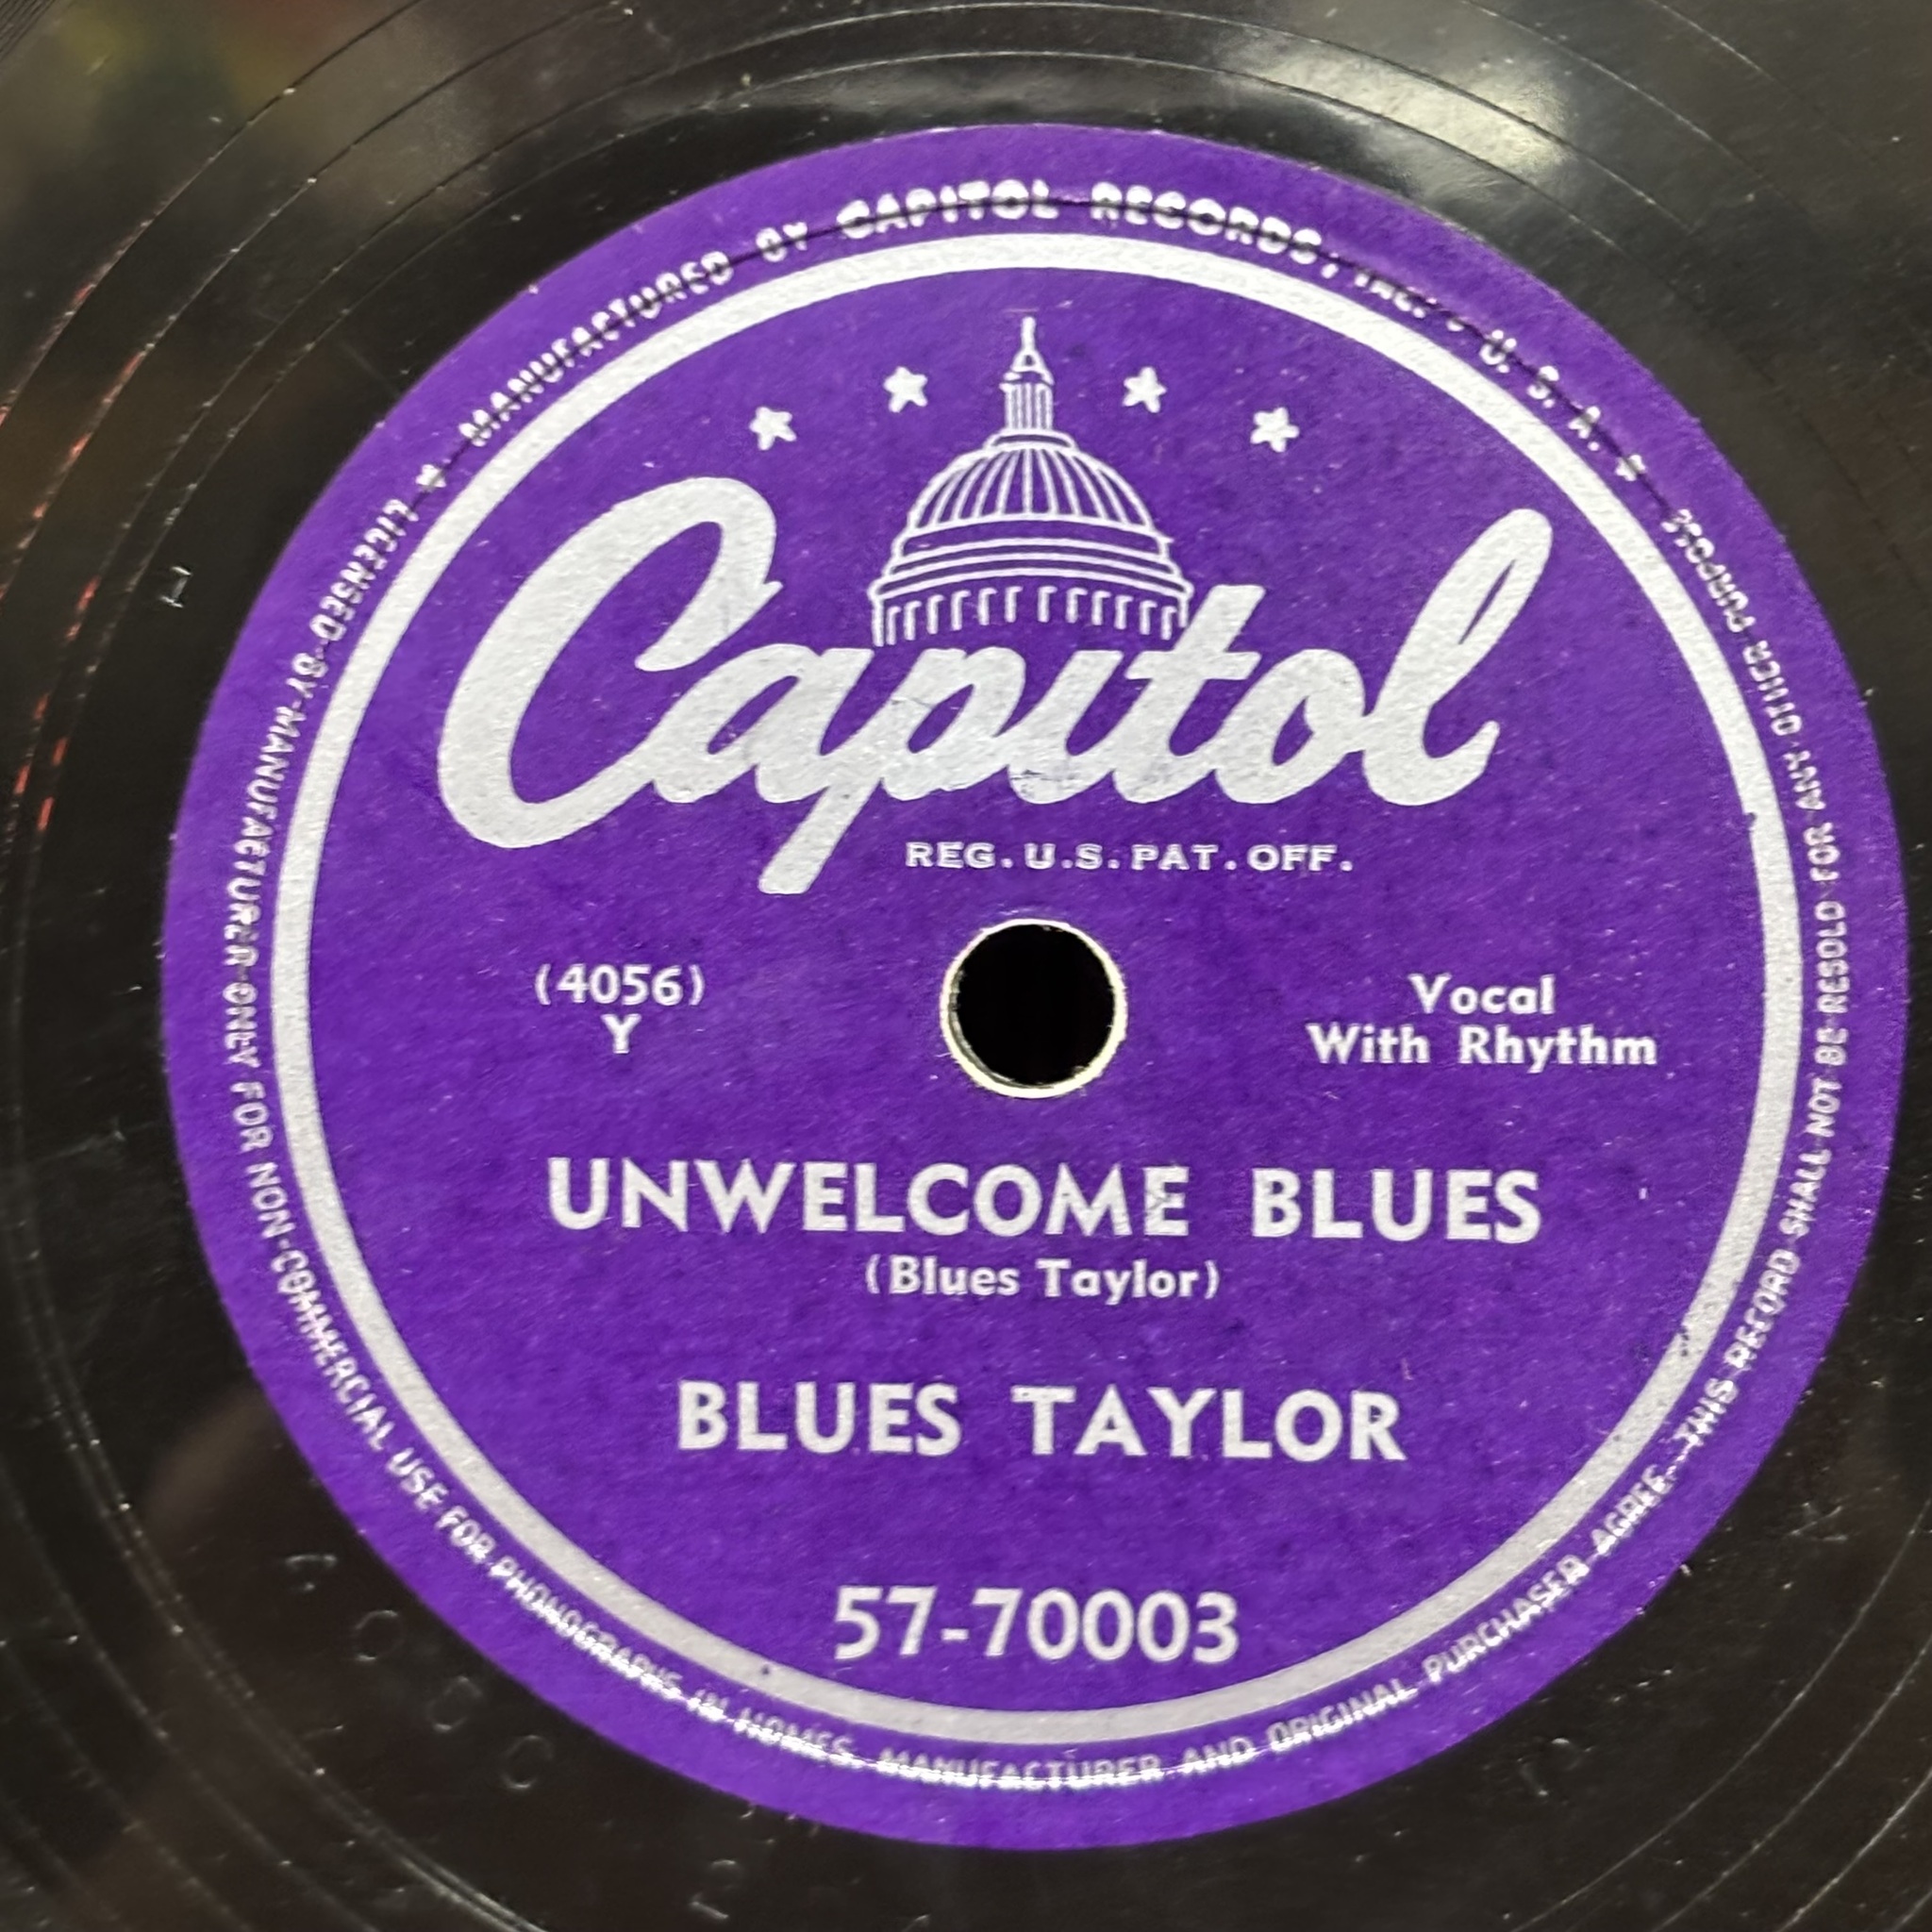 ★ MANUFACTURED BY CAPITOL RECORDS, INC., U. S. A. ★
Capitol
REG. U.S. PAT. OFF.
(4056)
Y
Vocal
With Rhythm
UNWELCOME BLUES
(Blues Taylor)
BLUES TAYLOR
57-70003
LICENSED BY MANUFACTURER ONLY FOR NON-COMMERCIAL USE FOR PHONOGRAPHS IN HOMES. MANUFACTURER AND ORIGINAL PURCHASER AGREE THIS RECORD SHALL NOT BE RESOLD FOR ANY OTHER PURPOSE